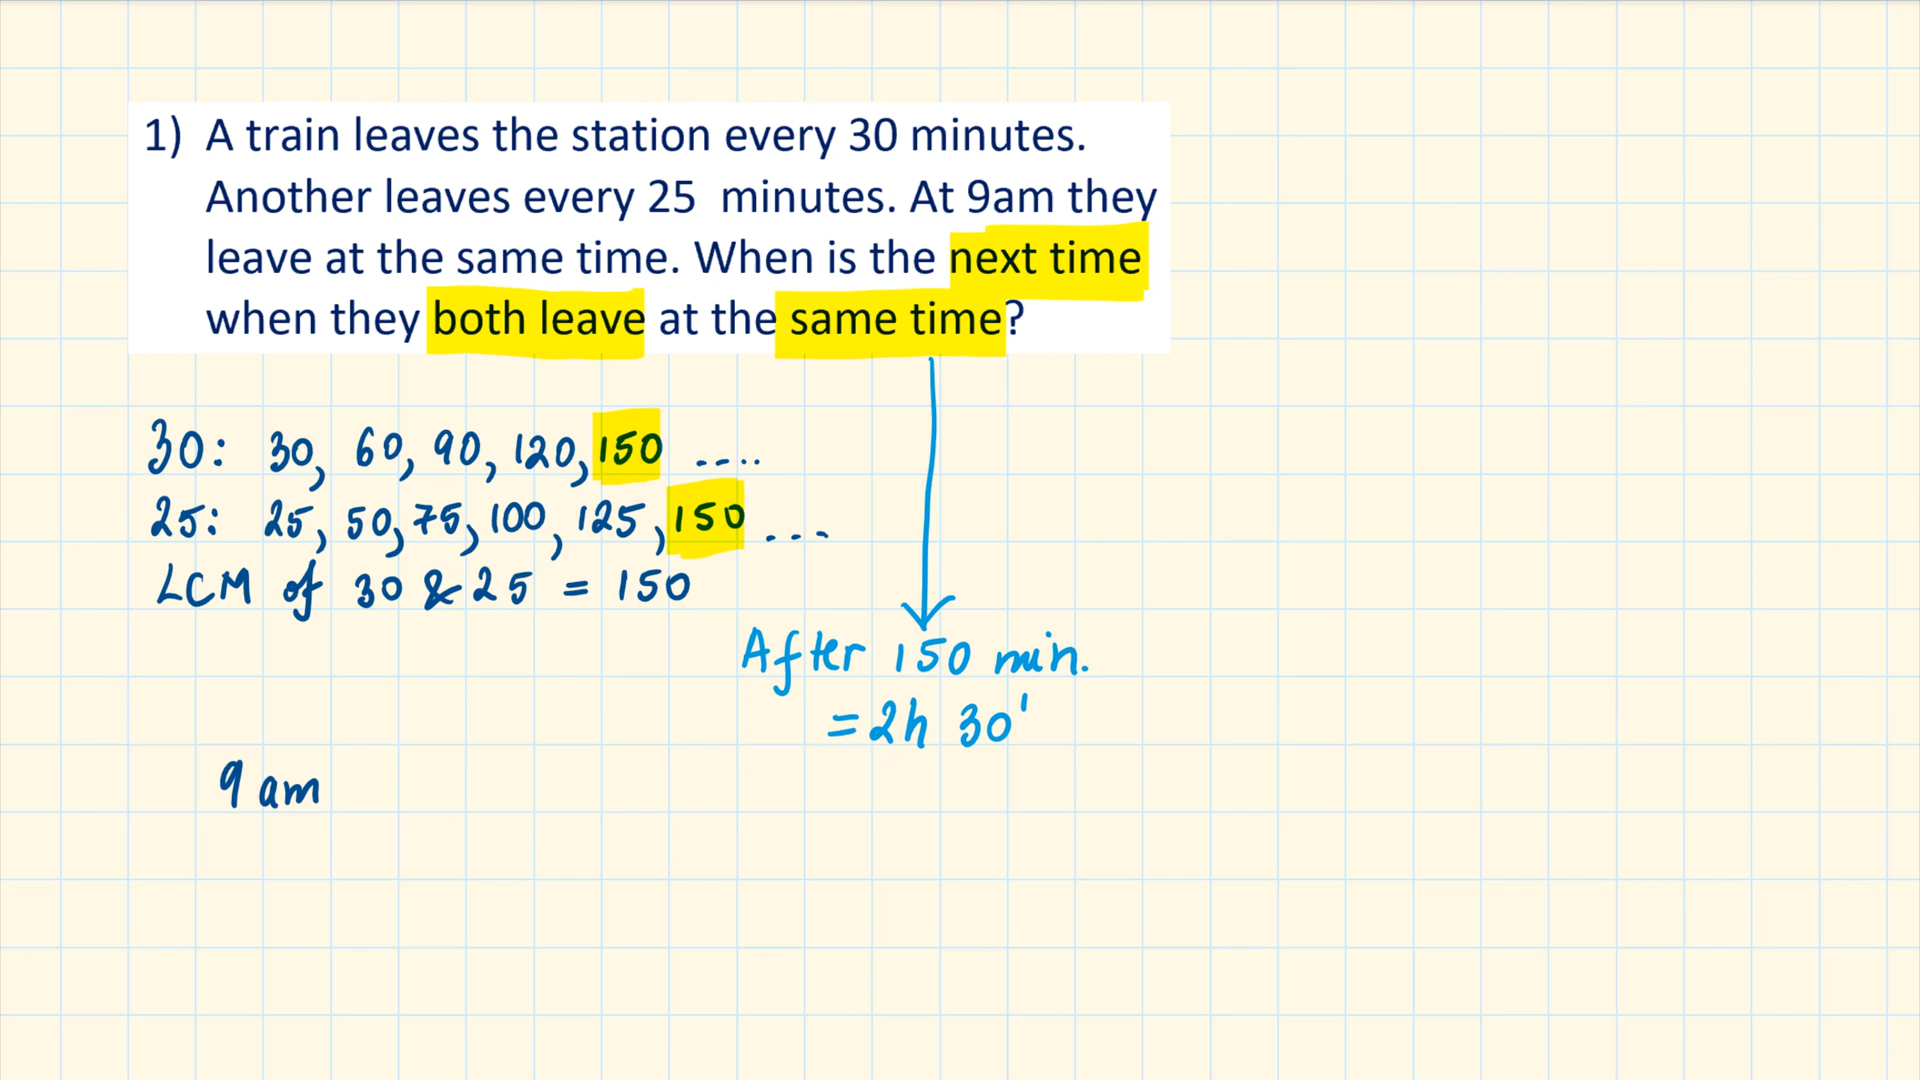 1) A train leaves the station every 30 minutes.
Another leaves every 25 minutes. At 9am they
leave at the same time. When is the next time
when they both leave at the same time?
30: 30, 60, 90, 120, 150 ....
25: 25, 50, 75, 100, 125, 150 ...
LCM of 30 & 25 = 150
After 150 min.
= 2h 30'
9 am